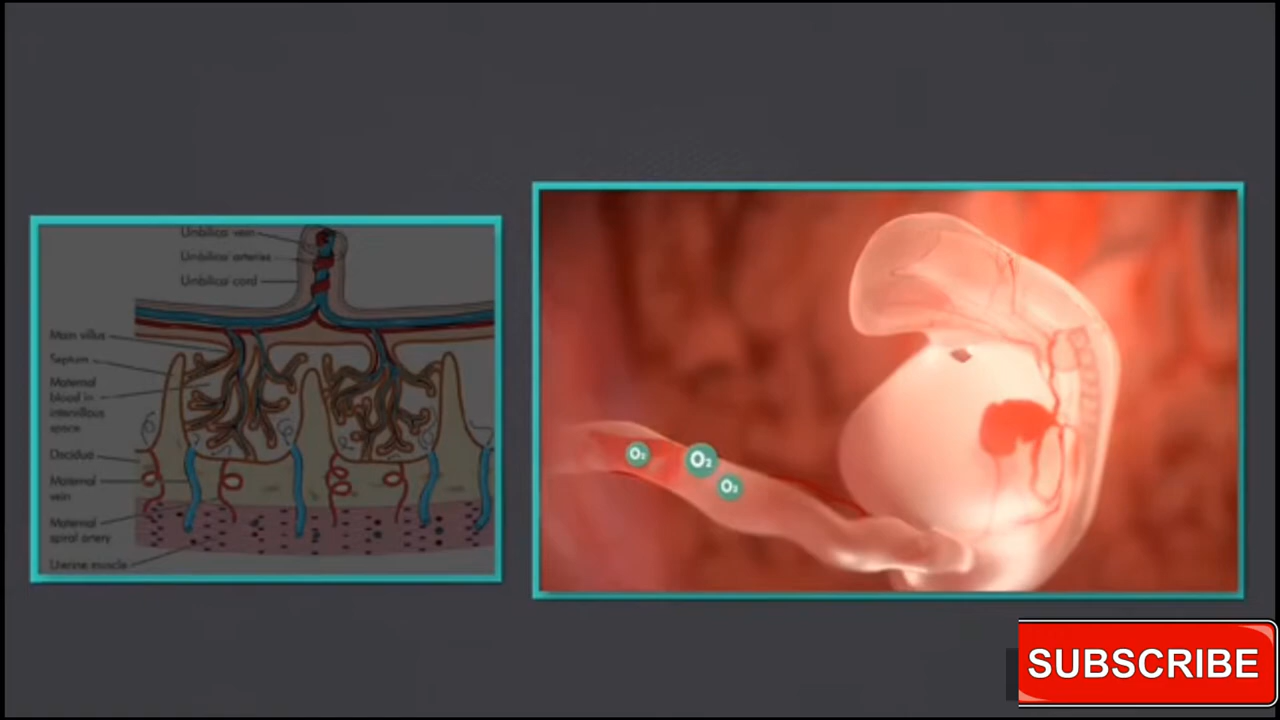 Umbilical vein
Umbilical arteries
Umbilical cord
Main villus
Septum
Maternal
blood in
intervillous
space
Decidua
Maternal
vein
Maternal
spiral artery
Uterine muscle
O₂
O₂
O₂
SUBSCRIBE